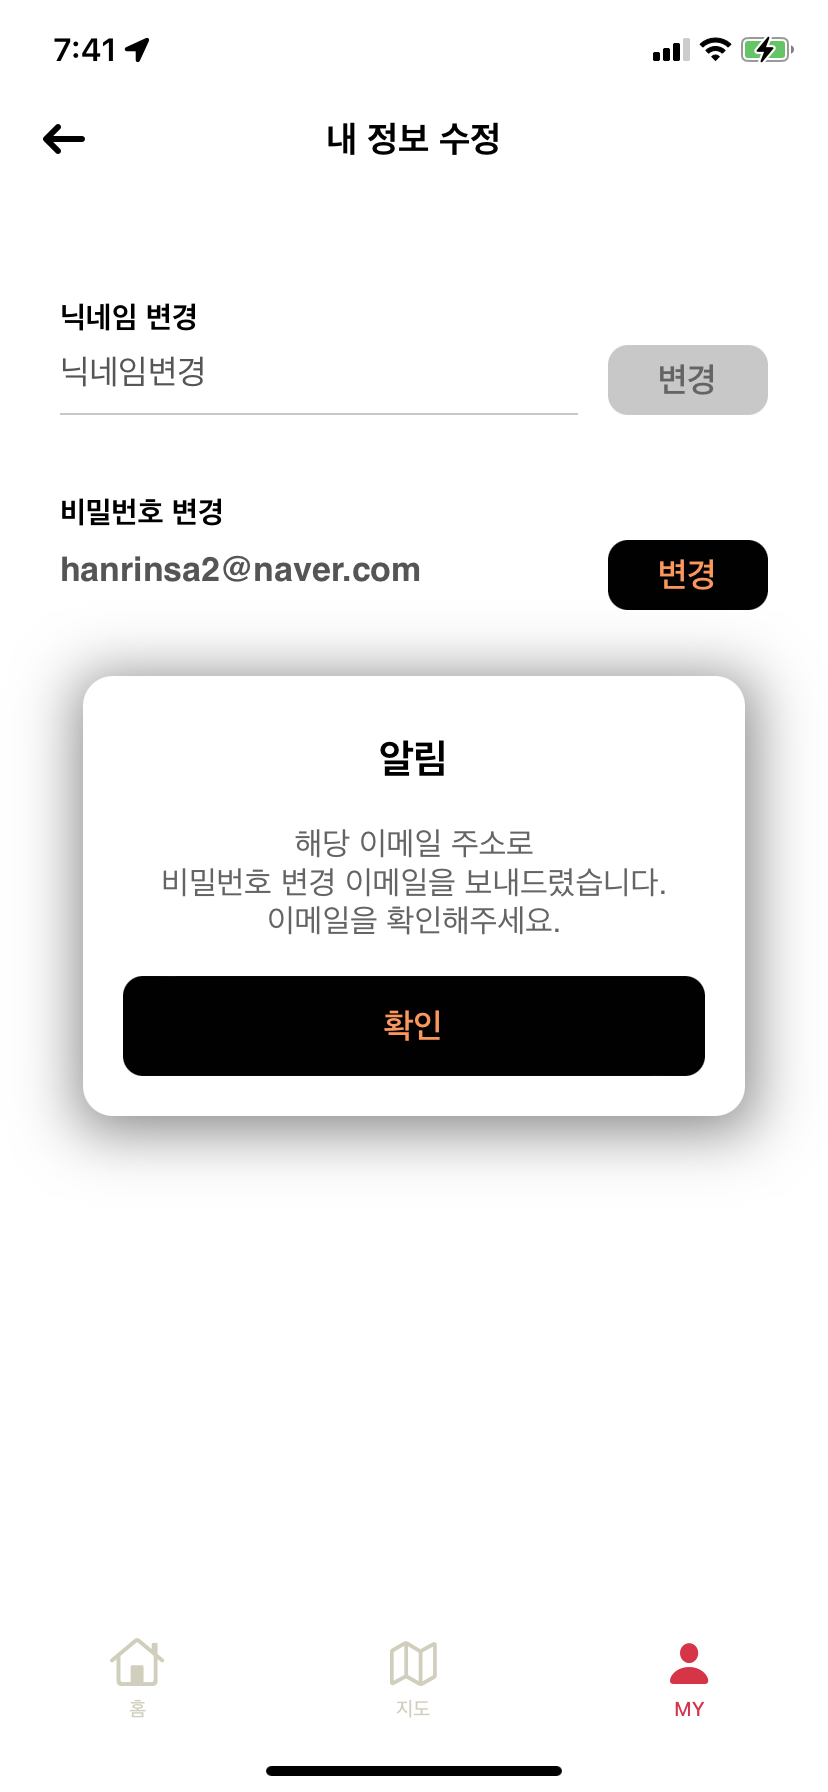 7:41
내 정보 수정
닉네임 변경
닉네임변경
변경
비밀번호 변경
hanrinsa2@naver.com
변경
알림
해당 이메일 주소로
비밀번호 변경 이메일을 보내드렸습니다.
이메일을 확인해주세요.
확인
홈
지도
MY